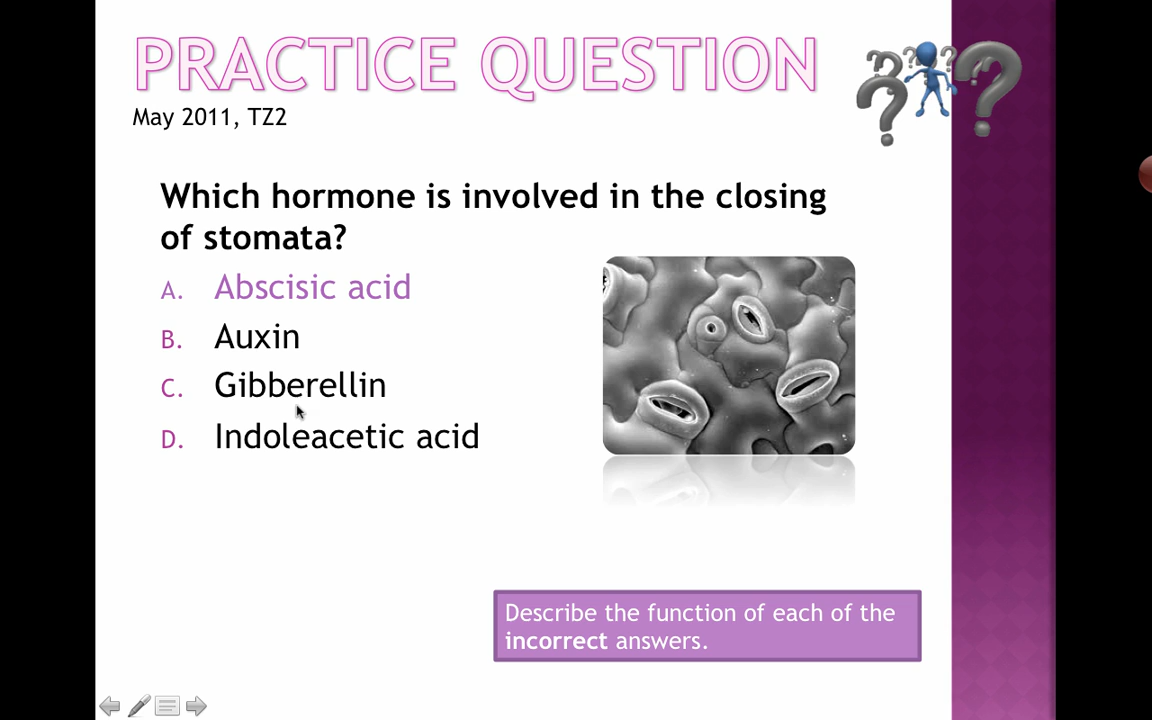 PRACTICE QUESTION
May 2011, TZ2
Which hormone is involved in the closing
of stomata?
A. Abscisic acid
B. Auxin
C. Gibberellin
D. Indoleacetic acid
Describe the function of each of the
incorrect answers.